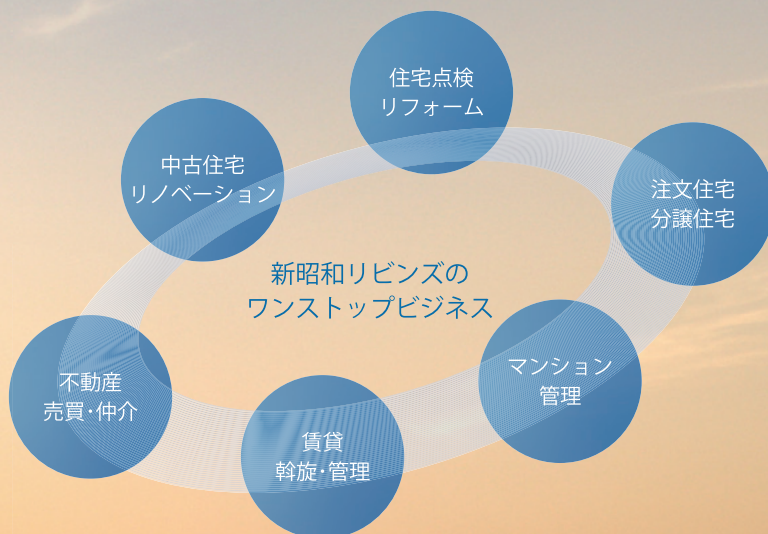 住宅点検
リフォーム
中古住宅
リノベーション
注文住宅
分譲住宅
新昭和リビンズの
ワンストップビジネス
マンション
管理
不動産
売買・仲介
賃貸
斡旋・管理